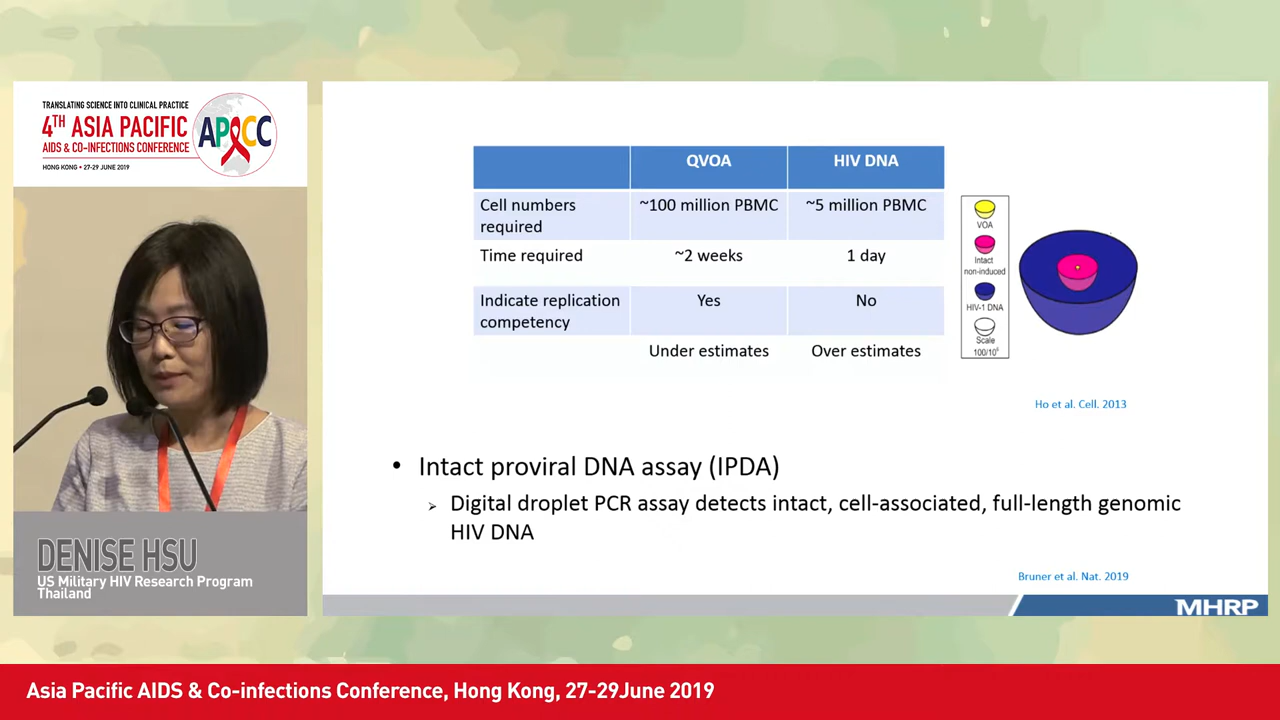 TRANSLATING SCIENCE INTO CLINICAL PRACTICE
4TH ASIA PACIFIC
AIDS & CO-INFECTIONS CONFERENCE
HONG KONG • 27-29 JUNE 2019
APACC
DENISE HSU
US Military HIV Research Program
Thailand
QVOA HIV DNA
Cell numbers required ~100 million PBMC ~5 million PBMC
Time required ~2 weeks 1 day
Indicate replication competency Yes No
Under estimates Over estimates
VOA
Intact
non-induced
HIV-1 DNA
Scale
100/10⁶
Ho et al. Cell. 2013
• Intact proviral DNA assay (IPDA)
➢ Digital droplet PCR assay detects intact, cell-associated, full-length genomic
HIV DNA
Bruner et al. Nat. 2019
MHRP
Asia Pacific AIDS & Co-infections Conference, Hong Kong, 27-29June 2019